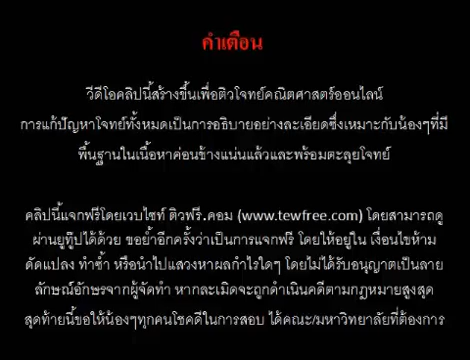 คำเตือน
วีดีโอคลิปนี้สร้างขึ้นเพื่อติวโจทย์คณิตศาสตร์ออนไลน์
การแก้ปัญหาโจทย์ทั้งหมดเป็นการอธิบายอย่างละเอียดซึ่งเหมาะกับน้องๆที่มี
พื้นฐานในเนื้อหาค่อนข้างแน่นแล้วและพร้อมตะลุยโจทย์
คลิปนี้แจกฟรีโดยเวบไซท์ ติวฟรี.คอม (www.tewfree.com) โดยสามารถดู
ผ่านยูทูปได้ด้วย ขอย้ำอีกครั้งว่าเป็นการแจกฟรี โดยให้อยู่ใน เงื่อนไขห้าม
ดัดแปลง ทำซ้ำ หรือนำไปแสวงหาผลกำไรใดๆ โดยไม่ได้รับอนุญาตเป็นลาย
ลักษณ์อักษรจากผู้จัดทำ หากละเมิดจะถูกดำเนินคดีตามกฎหมายสูงสุด
สุดท้ายนี้ขอให้น้องๆทุกคนโชคดีในการสอบ ได้คณะ/มหาวิทยาลัยที่ต้องการ